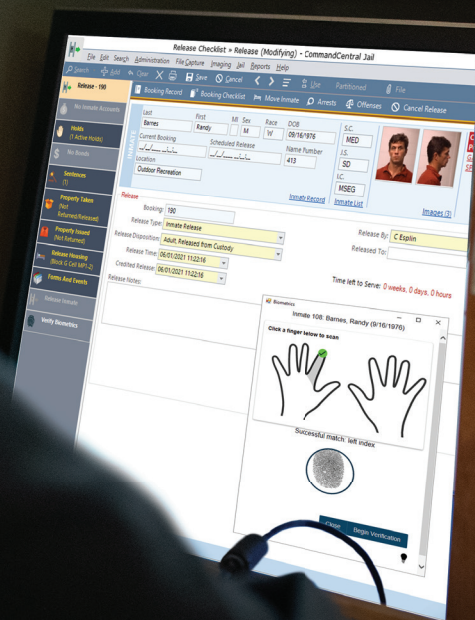 Release Checklist » Release (Modifying) - CommandCentral Jail
File Edit Search Administration File Capture Imaging Jail Reports Help
Search Add Clear Save Cancel List Partitioned File
Release - 190
Booking Record Booking Checklist Move Inmate Arrests Offenses Cancel Release
No Inmate Accounts
Holds
(1 Active Holds)
No Bonds
Sentences
(1)
Property Taken
(Not
Returned/Released)
Property Issued
(Not Returned)
Release Housing
(Block G Cell MP1-2)
Forms And Events
Release Inmate
Verify Biometrics
INMATE
Last First MI Sex Race DOB
Barnes Randy M W 09/16/1976
Current Booking Scheduled Release Name Number
413
Location
Outdoor Recreation
S.C.
MED
J.S.
SD
I.C.
MSEG
Inmate Record Inmate List Images (3)
Release
Booking: 190
Release Type: Inmate Release
Release Disposition: Adult, Released from Custody
Release Time: 06/01/2021 11:22:16
Credited Release: 06/01/2021 11:22:16
Release Notes:
Release By: C Esplin
Released To:
Time left to Serve: 0 weeks, 0 days, 0 hours
Biometrics
Inmate 108: Barnes, Randy (9/16/1976)
Click a finger below to scan
Successful match: left index
Close Begin Verification